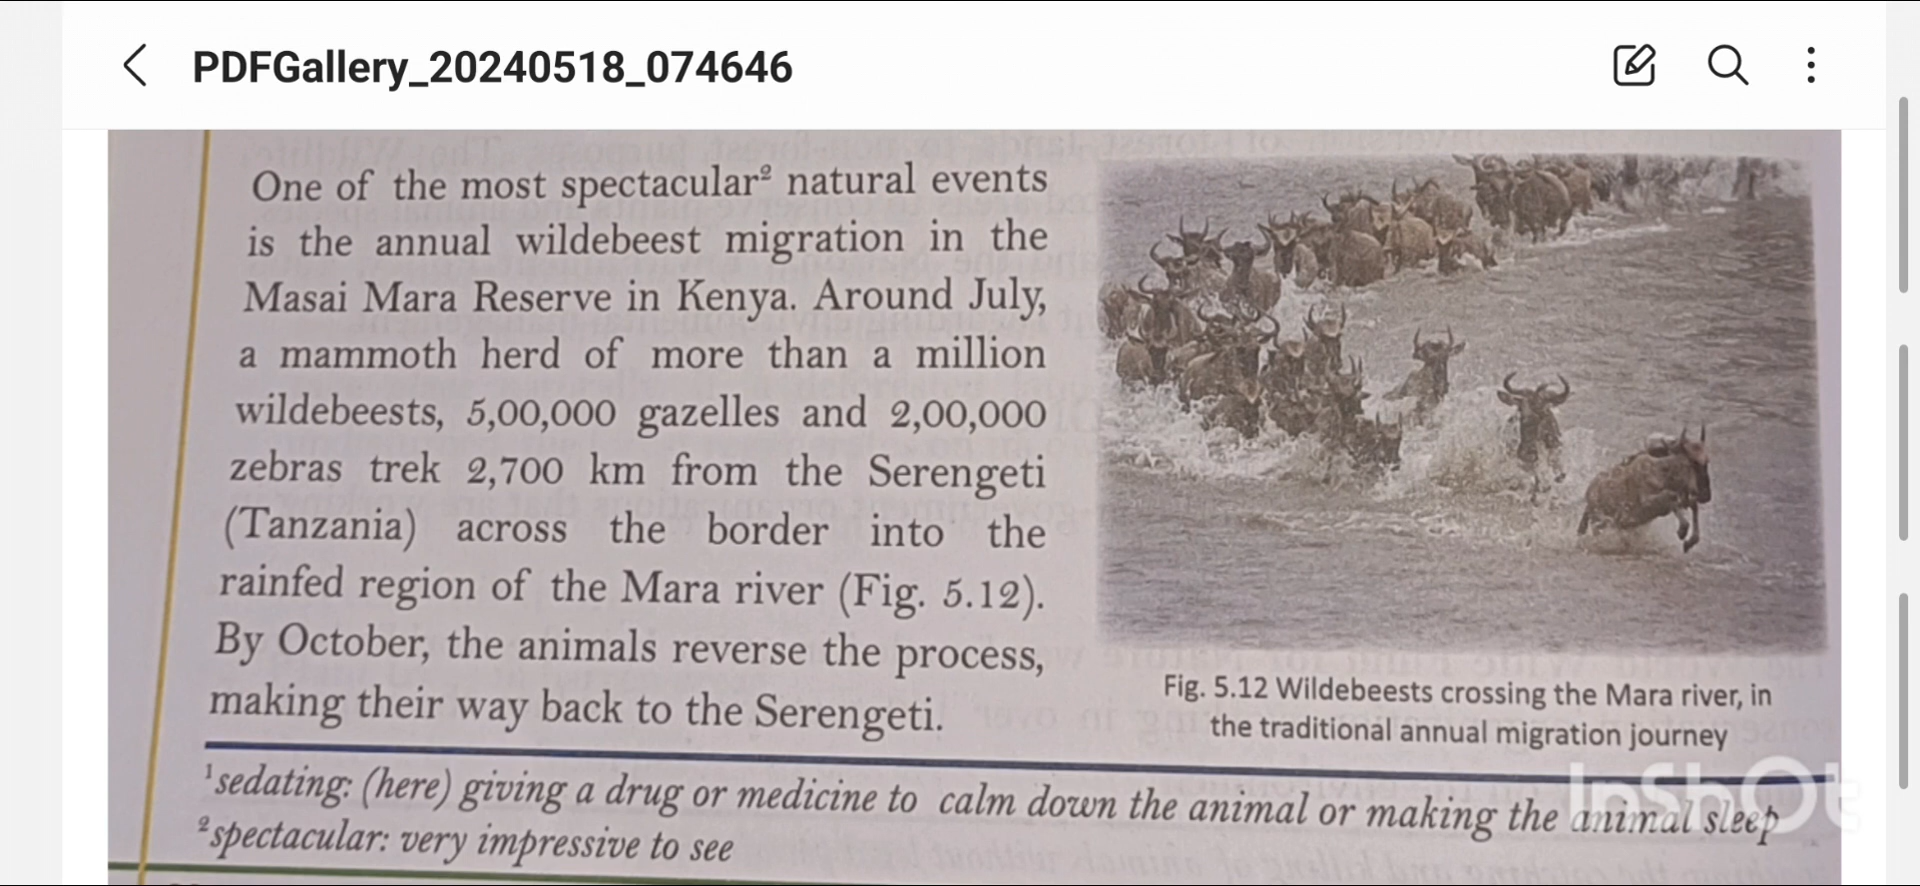 PDFGallery_20240518_074646
One of the most spectacular² natural events
is the annual wildebeest migration in the
Masai Mara Reserve in Kenya. Around July,
a mammoth herd of more than a million
wildebeests, 5,00,000 gazelles and 2,00,000
zebras trek 2,700 km from the Serengeti
(Tanzania) across the border into the
rainfed region of the Mara river (Fig. 5.12).
By October, the animals reverse the process,
making their way back to the Serengeti.
Fig. 5.12 Wildebeests crossing the Mara river, in
the traditional annual migration journey
¹sedating: (here) giving a drug or medicine to calm down the animal or making the animal sleep
²spectacular: very impressive to see
InShOt